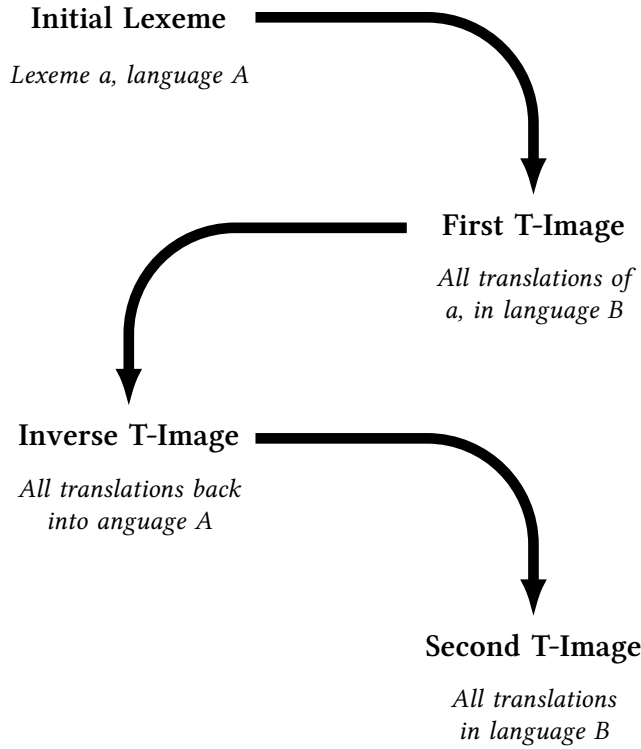 Initial Lexeme
Lexeme a, language A
First T-Image
All translations of
a, in language B
Inverse T-Image
All translations back
into anguage A
Second T-Image
All translations
in language B